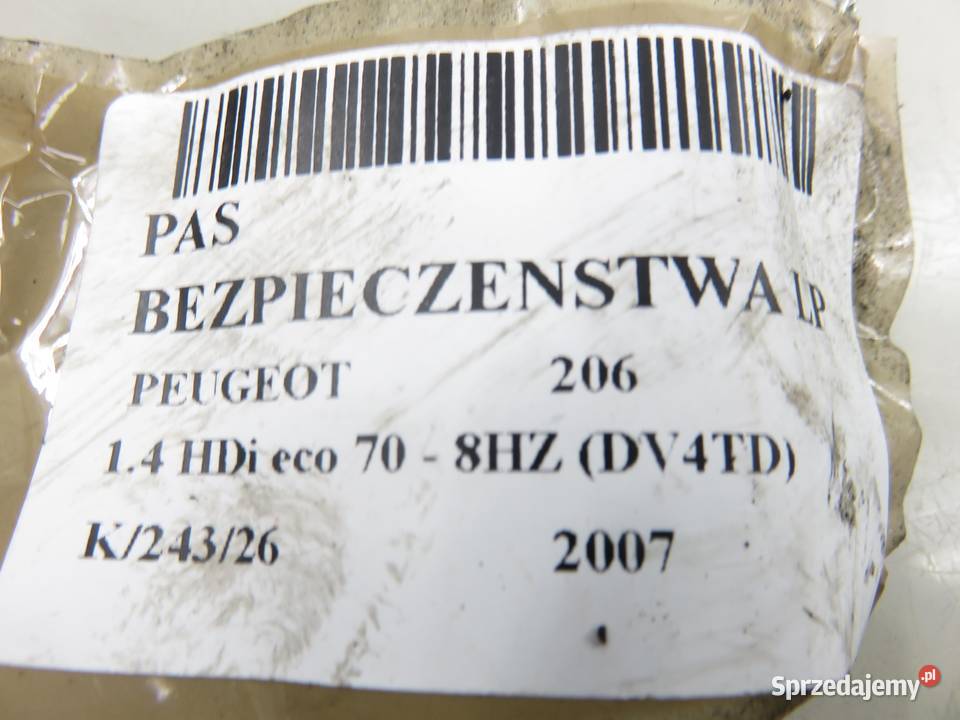 PAS
BEZPIECZENSTWA LP
PEUGEOT 206
1.4 HDi eco 70 - 8HZ (DV4TD)
K/243/26 2007
Sprzedajemy.pl